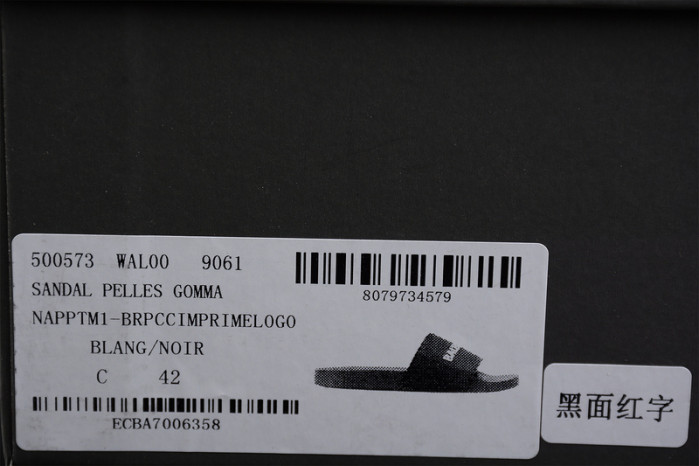 500573 WAL00 9061
8079734579
SANDAL PELLES GOMMA
NAPPTM1-BRPCCIMPRIMELOGO
BLANG/NOIR
C 42
ECBA7006358
黑面红字